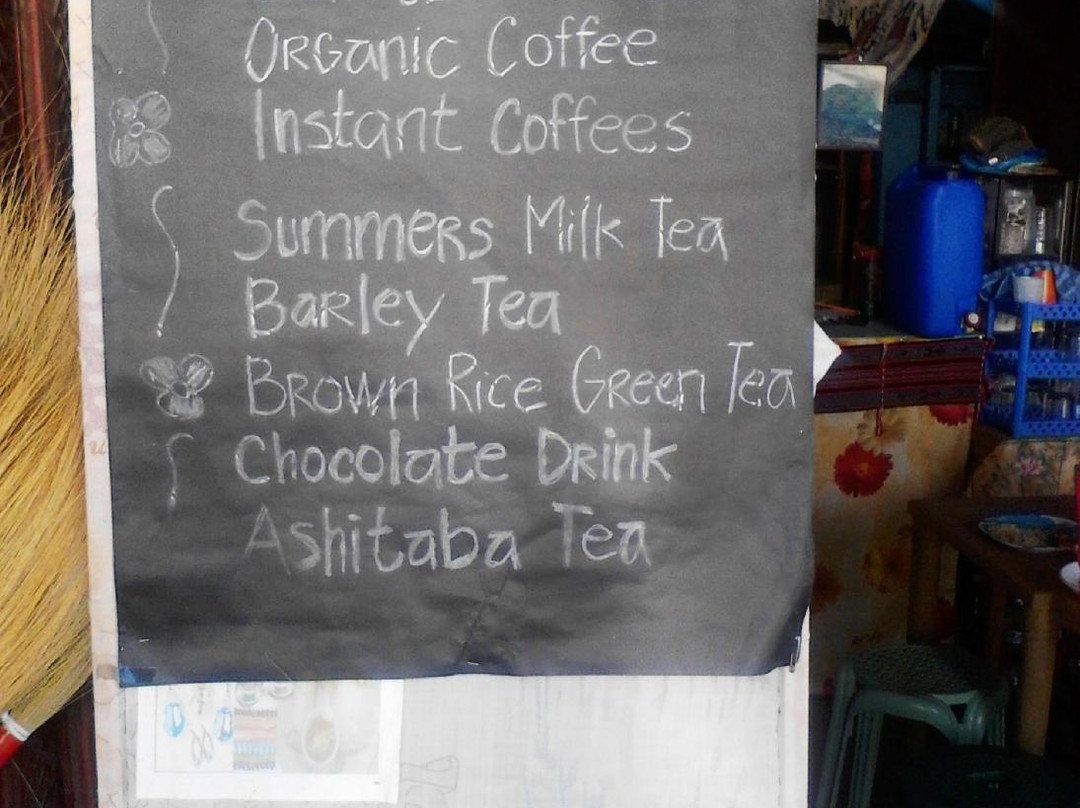 Organic Coffee
Instant Coffees
Summers Milk Tea
Barley Tea
Brown Rice Green Tea
Chocolate Drink
Ashitaba Tea